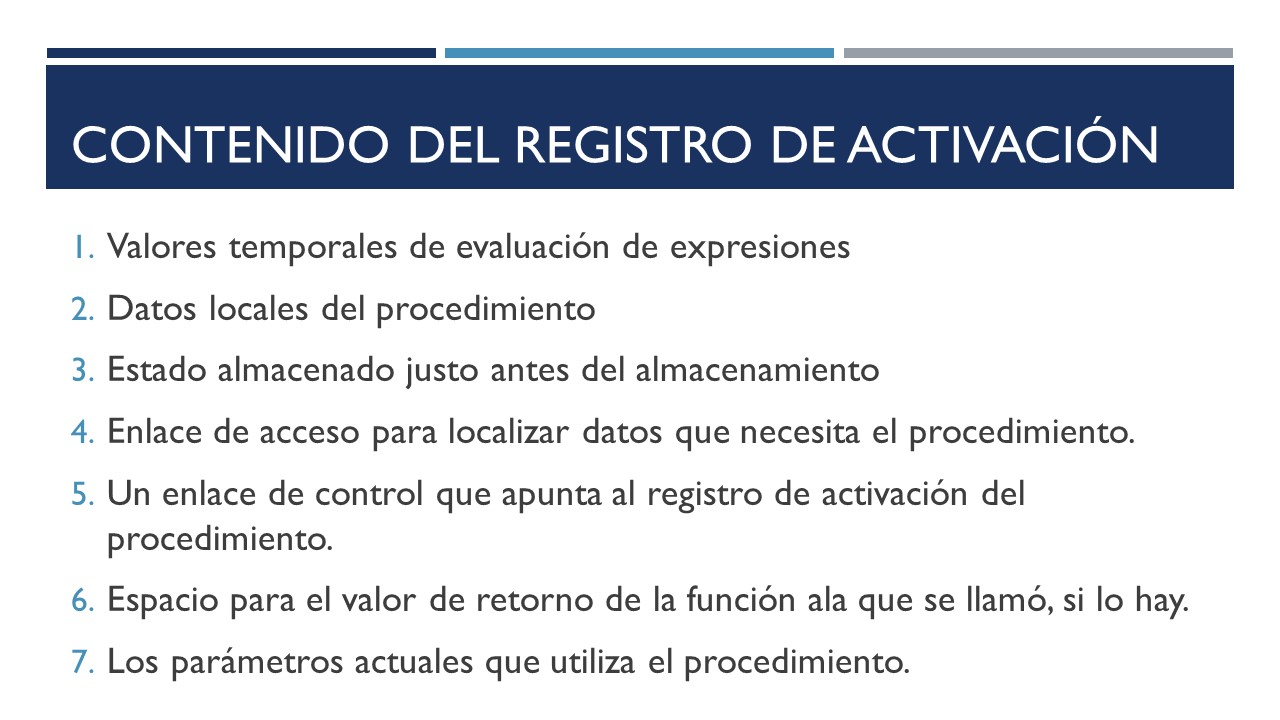 CONTENIDO DEL REGISTRO DE ACTIVACIÓN
1. Valores temporales de evaluación de expresiones
2. Datos locales del procedimiento
3. Estado almacenado justo antes del almacenamiento
4. Enlace de acceso para localizar datos que necesita el procedimiento.
5. Un enlace de control que apunta al registro de activación del
procedimiento.
6. Espacio para el valor de retorno de la función ala que se llamó, si lo hay.
7. Los parámetros actuales que utiliza el procedimiento.